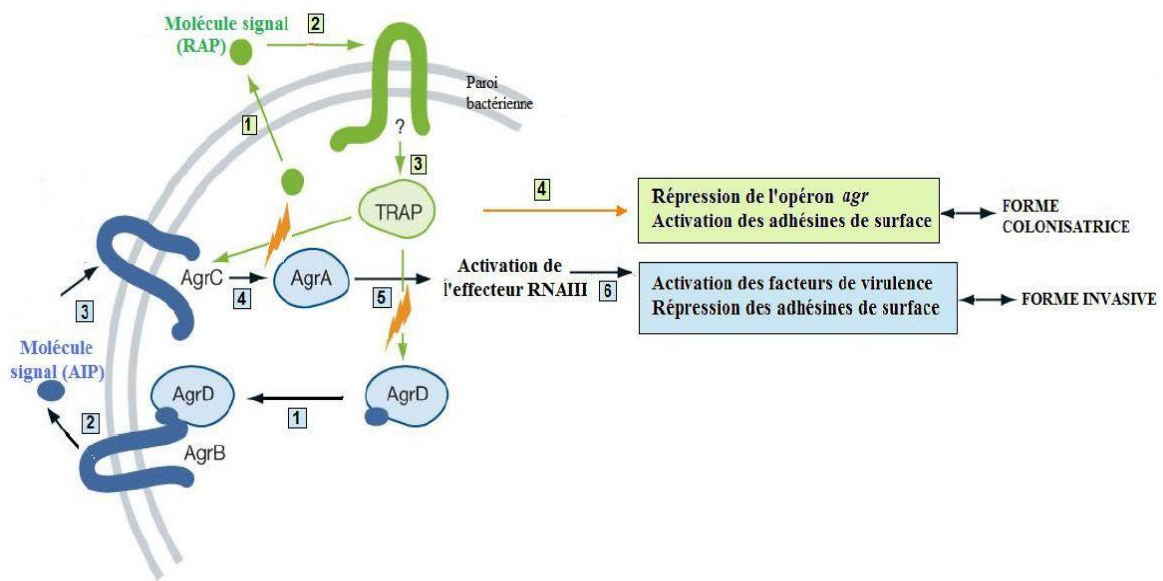 Molécule signal
(RAP)
2
Paroi
bactérienne
1
?
3
TRAP
4
Répression de l'opéron agr
Activation des adhésines de surface
FORME
COLONISATRICE
AgrC
4
AgrA
5
Activation de
l'effecteur RNAIII
6
Activation des facteurs de virulence
Répression des adhésines de surface
FORME INVASIVE
3
Molécule
signal (AIP)
2
AgrD
1
AgrD
AgrB